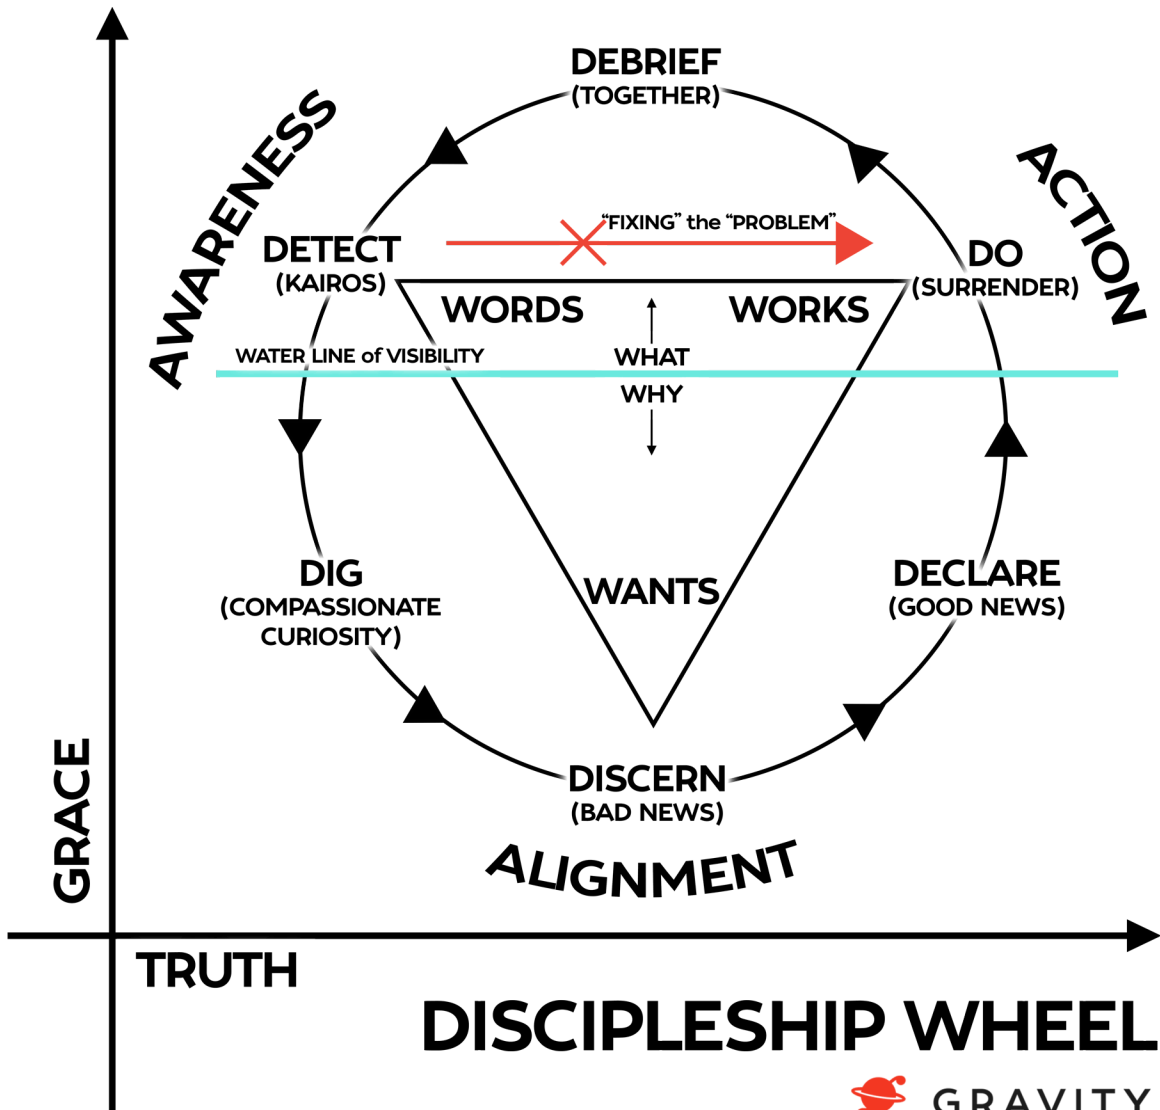 DEBRIEF
(TOGETHER)
AWARENESS
ACTION
"FIXING" the "PROBLEM"
DETECT
(KAIROS)
DO
(SURRENDER)
WORDS
WORKS
WATER LINE of VISIBILITY
WHAT
WHY
DIG
(COMPASSIONATE
CURIOSITY)
WANTS
DECLARE
(GOOD NEWS)
DISCERN
(BAD NEWS)
ALIGNMENT
GRACE
TRUTH
DISCIPLESHIP WHEEL
GRAVITY